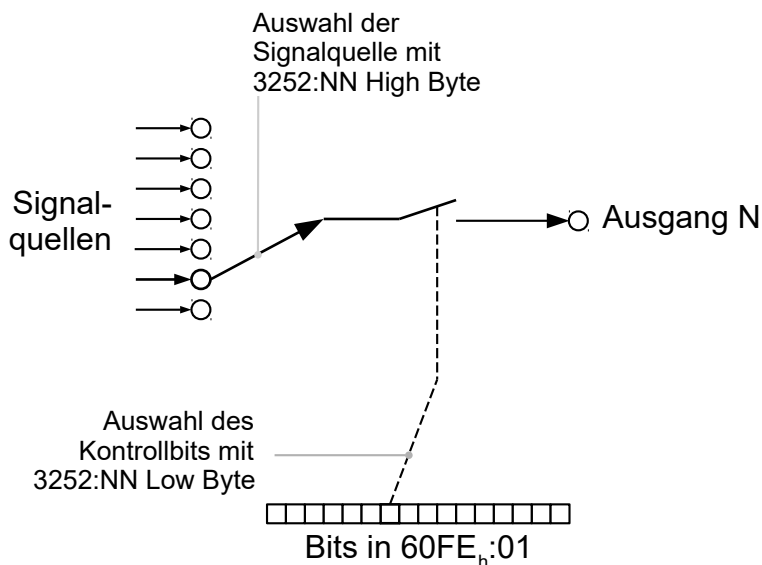 Auswahl der
Signalquelle mit
3252:NN High Byte
Signal-
quellen
Ausgang N
Auswahl des
Kontrollbits mit
3252:NN Low Byte
Bits in 60FEₕ:01